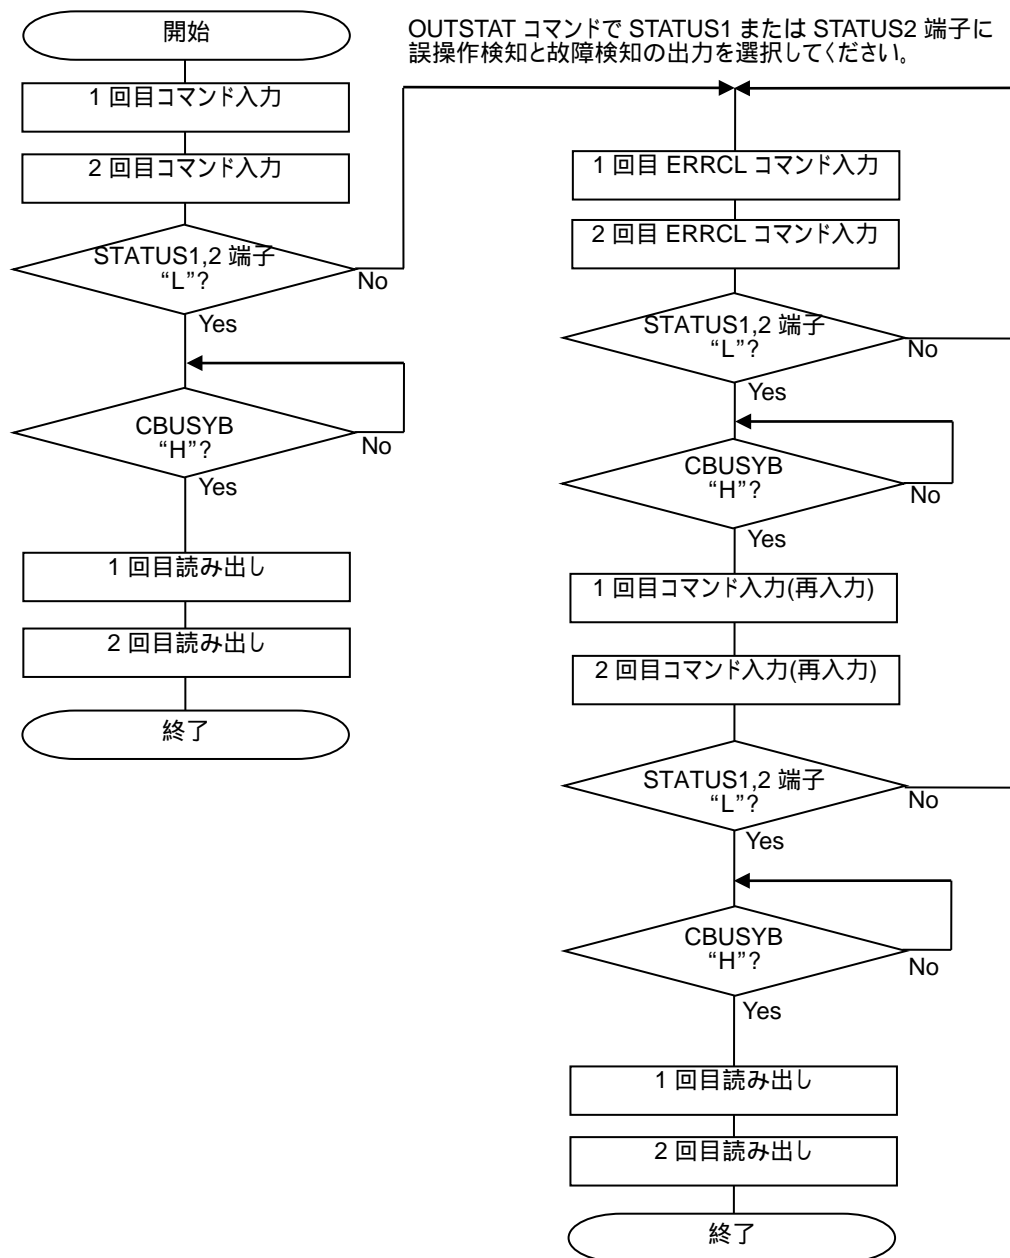 開始
1 回目コマンド入力
2 回目コマンド入力
STATUS1,2 端子
“L”?
No
Yes
CBUSYB
“H”?
No
Yes
1 回目読み出し
2 回目読み出し
終了
OUTSTAT コマンドで STATUS1 または STATUS2 端子に
誤操作検知と故障検知の出力を選択してください。
1 回目 ERRCL コマンド入力
2 回目 ERRCL コマンド入力
STATUS1,2 端子
“L”?
No
Yes
CBUSYB
“H”?
No
Yes
1 回目コマンド入力(再入力)
2 回目コマンド入力(再入力)
STATUS1,2 端子
“L”?
No
Yes
CBUSYB
“H”?
No
Yes
1 回目読み出し
2 回目読み出し
終了